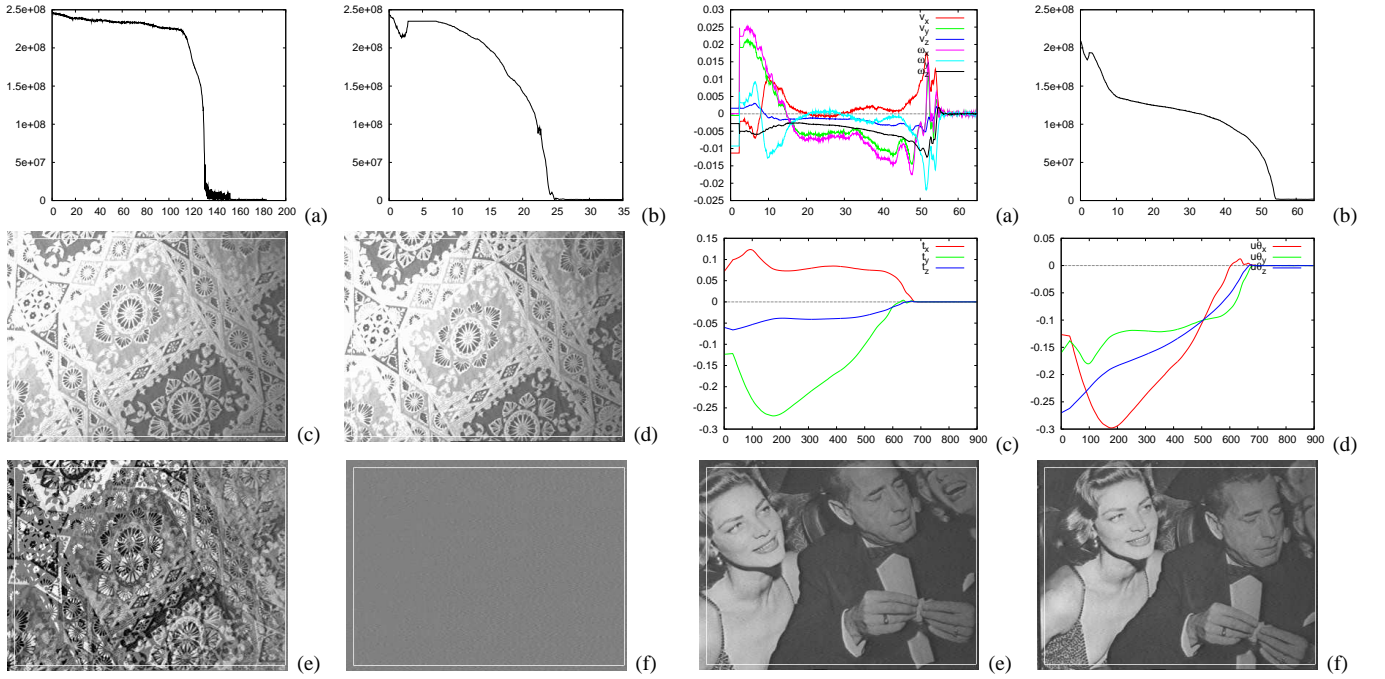 2.5e+08
2e+08
1.5e+08
1e+08
5e+07
0
0 20 40 60 80 100 120 140 160 180 200
(a)
2.5e+08
2e+08
1.5e+08
1e+08
5e+07
0
0 5 10 15 20 25 30 35
(b)
0.03
0.025
0.02
0.015
0.01
0.005
0
-0.005
-0.01
-0.015
-0.02
-0.025
0 10 20 30 40 50 60
v_x
v_y
v_z
ω_x
ω_y
ω_z
(a)
2.5e+08
2e+08
1.5e+08
1e+08
5e+07
0
0 10 20 30 40 50 60
(b)
(c)
(d)
0.15
0.1
0.05
0
-0.05
-0.1
-0.15
-0.2
-0.25
-0.3
0 100 200 300 400 500 600 700 800 900
t_x
t_y
t_z
(c)
0.05
0
-0.05
-0.1
-0.15
-0.2
-0.25
-0.3
0 100 200 300 400 500 600 700 800 900
uθ_x
uθ_y
uθ_z
(d)
(e)
(f)
(e)
(f)